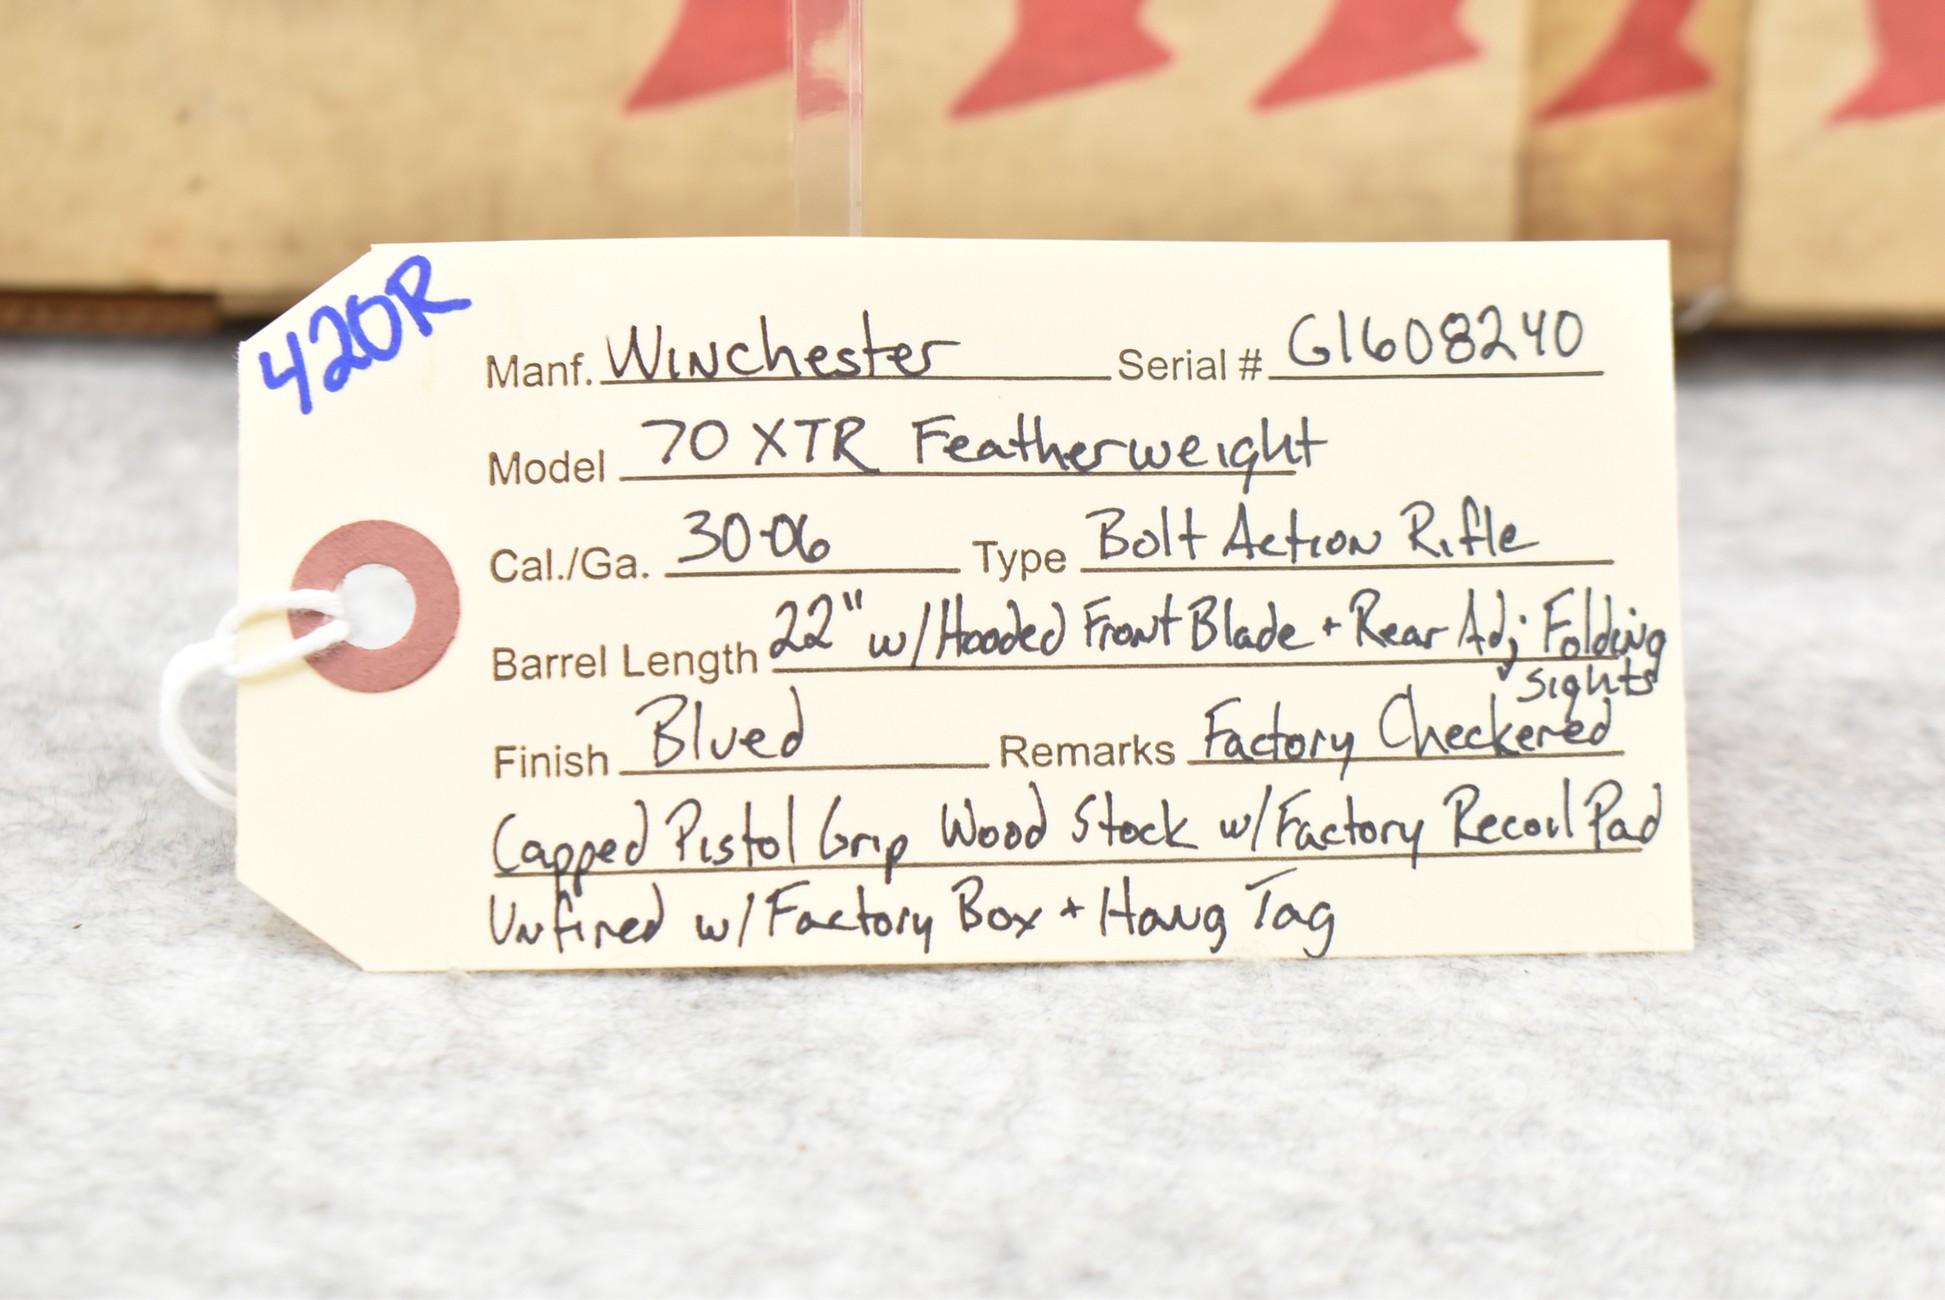 420R
Manf. Winchester Serial # G1608240
Model 70 XTR Featherweight
Cal./Ga. 30-06 Type Bolt Action Rifle
Barrel Length 22" w/Hooded Front Blade + Rear Adj Folding
Sights
Finish Blued Remarks Factory Checkered
Capped Pistol Grip Wood Stock w/Factory Recoil Pad
Unfired w/Factory Box + Hang Tag